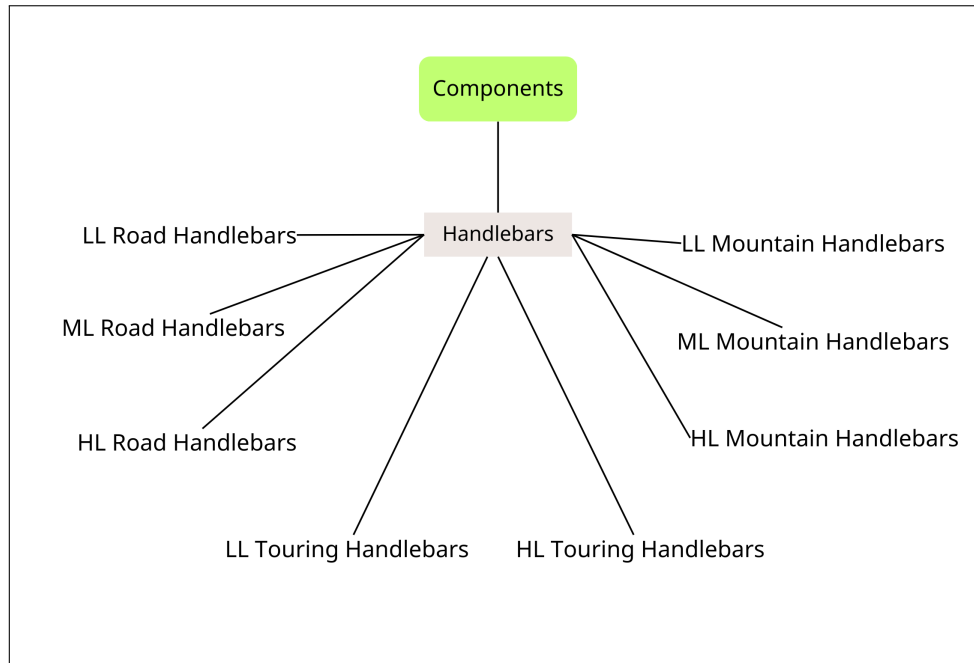 Components
Handlebars
LL Road Handlebars
LL Mountain Handlebars
ML Road Handlebars
ML Mountain Handlebars
HL Road Handlebars
HL Mountain Handlebars
LL Touring Handlebars
HL Touring Handlebars